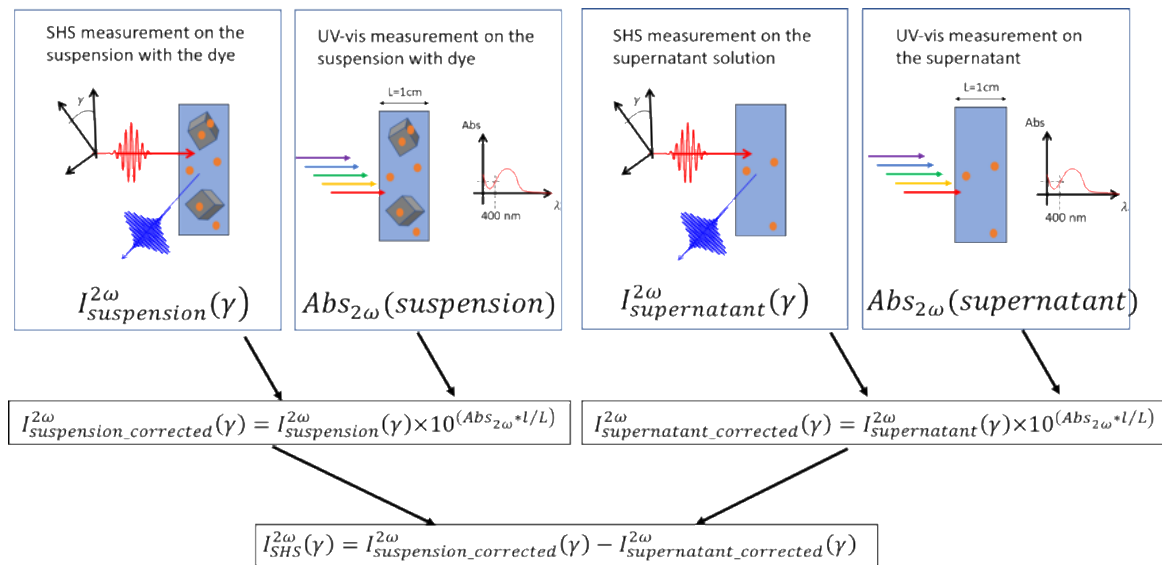 SHS measurement on the
suspension with the dye
γ
I^{2ω}_{suspension}(γ)
UV-vis measurement on the
suspension with dye
L=1cm
Abs
400 nm
λ
Abs_{2ω}(suspension)
SHS measurement on the
supernatant solution
γ
I^{2ω}_{supernatant}(γ)
UV-vis measurement on
the supernatant
L=1cm
Abs
400 nm
λ
Abs_{2ω}(supernatant)
I^{2ω}_{suspension_corrected}(γ) = I^{2ω}_{suspension}(γ)×10^{(Abs_{2ω}*l/L)}
I^{2ω}_{supernatant_corrected}(γ) = I^{2ω}_{supernatant}(γ)×10^{(Abs_{2ω}*l/L)}
I^{2ω}_{SHS}(γ) = I^{2ω}_{suspension_corrected}(γ) − I^{2ω}_{supernatant_corrected}(γ)